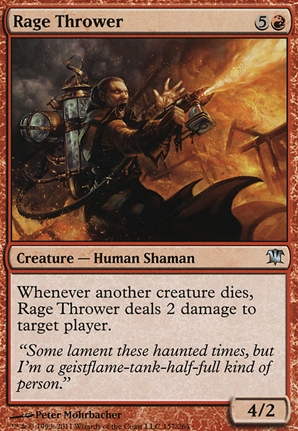 Rage Thrower 5
Creature — Human Shaman
Whenever another creature dies,
Rage Thrower deals 2 damage to
target player.
“Some lament these haunted times, but
I’m a geistflame-tank-half-full kind of
person.”
4/2
Peter Mohrbacher